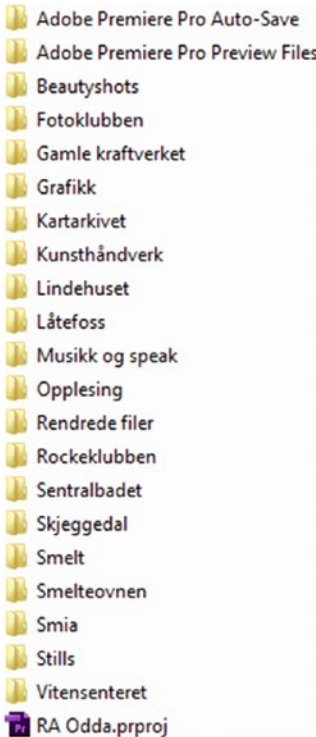 Adobe Premiere Pro Auto-Save
Adobe Premiere Pro Preview Files
Beautyshots
Fotoklubben
Gamle kraftverket
Grafikk
Kartarkivet
Kunsthåndverk
Lindehuset
Låtefoss
Musikk og speak
Opplesing
Rendrede filer
Rockeklubben
Sentralbadet
Skjeggedal
Smelt
Smelteovnen
Smia
Stills
Vitensenteret
Pr RA Odda.prproj